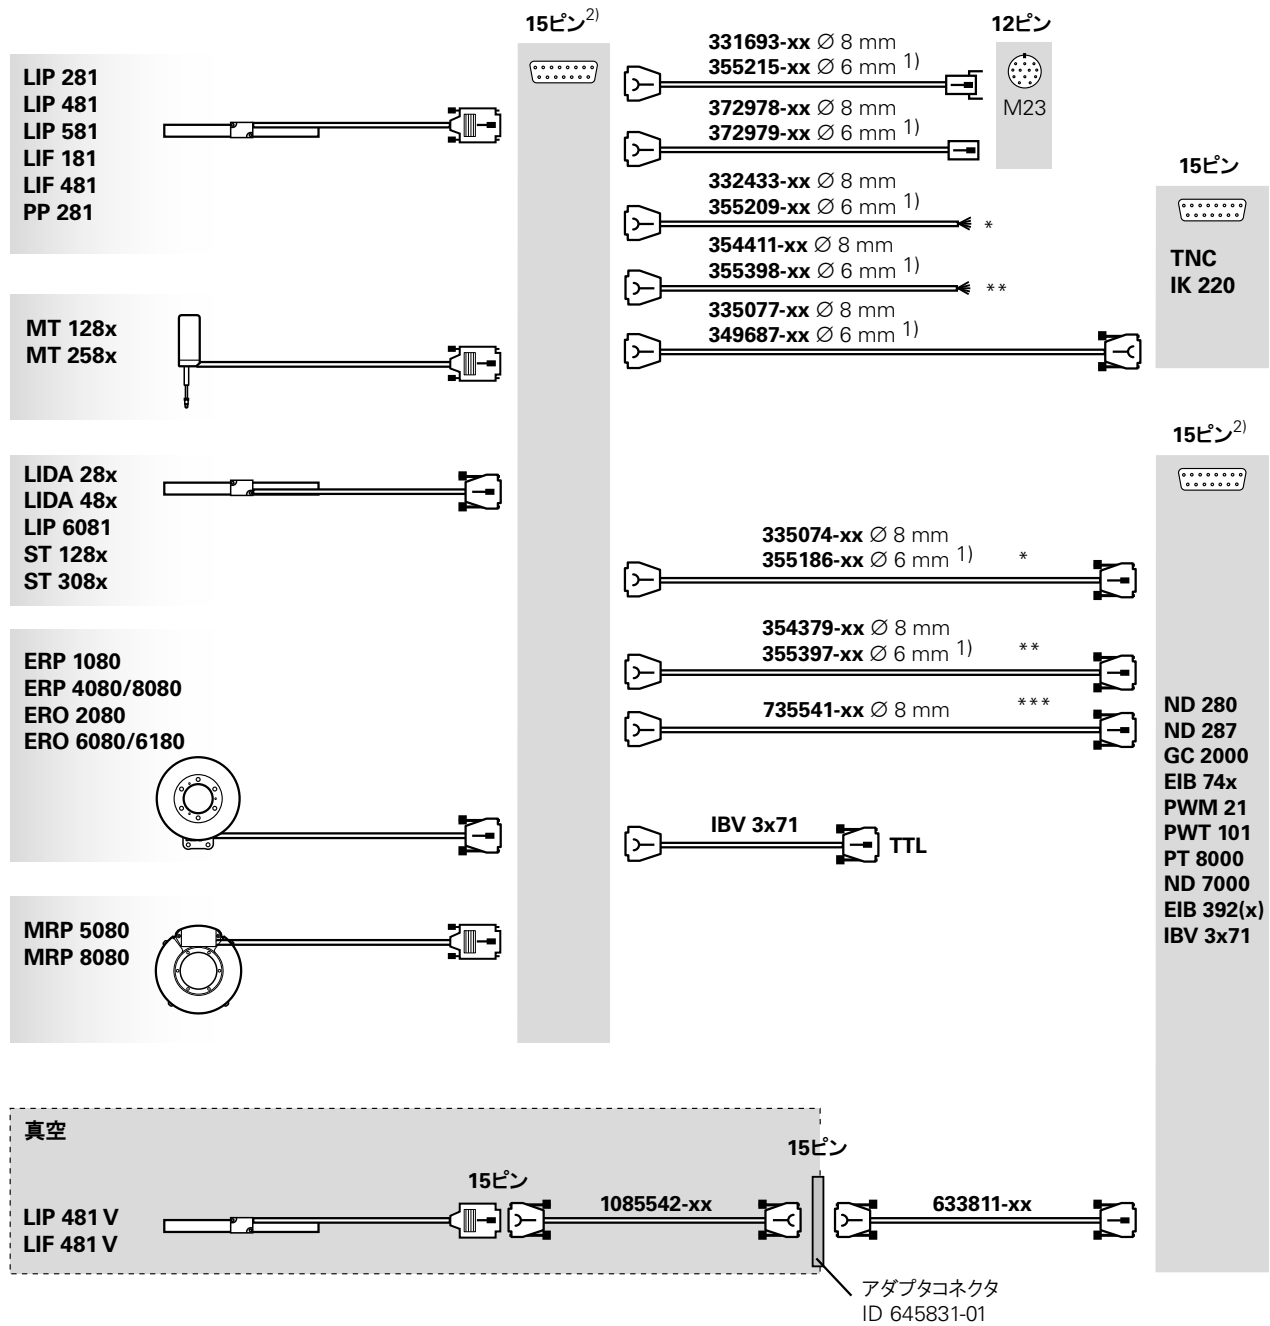 15ピン2)
12ピン
LIP 281
LIP 481
LIP 581
LIF 181
LIF 481
PP 281
331693-xx Ø 8 mm
355215-xx Ø 6 mm 1)
M23
372978-xx Ø 8 mm
372979-xx Ø 6 mm 1)
332433-xx Ø 8 mm
355209-xx Ø 6 mm 1)
*
354411-xx Ø 8 mm
355398-xx Ø 6 mm 1)
**
335077-xx Ø 8 mm
349687-xx Ø 6 mm 1)
15ピン
TNC
IK 220
MT 128x
MT 258x
LIDA 28x
LIDA 48x
LIP 6081
ST 128x
ST 308x
15ピン2)
335074-xx Ø 8 mm
355186-xx Ø 6 mm 1) *
354379-xx Ø 8 mm
355397-xx Ø 6 mm 1) **
735541-xx Ø 8 mm ***
ERP 1080
ERP 4080/8080
ERO 2080
ERO 6080/6180
IBV 3x71
TTL
ND 280
ND 287
GC 2000
EIB 74x
PWM 21
PWT 101
PT 8000
ND 7000
EIB 392(x)
IBV 3x71
MRP 5080
MRP 8080
真空
15ピン
15ピン
LIP 481 V
LIF 481 V
1085542-xx
633811-xx
アダプタコネクタ
ID 645831-01